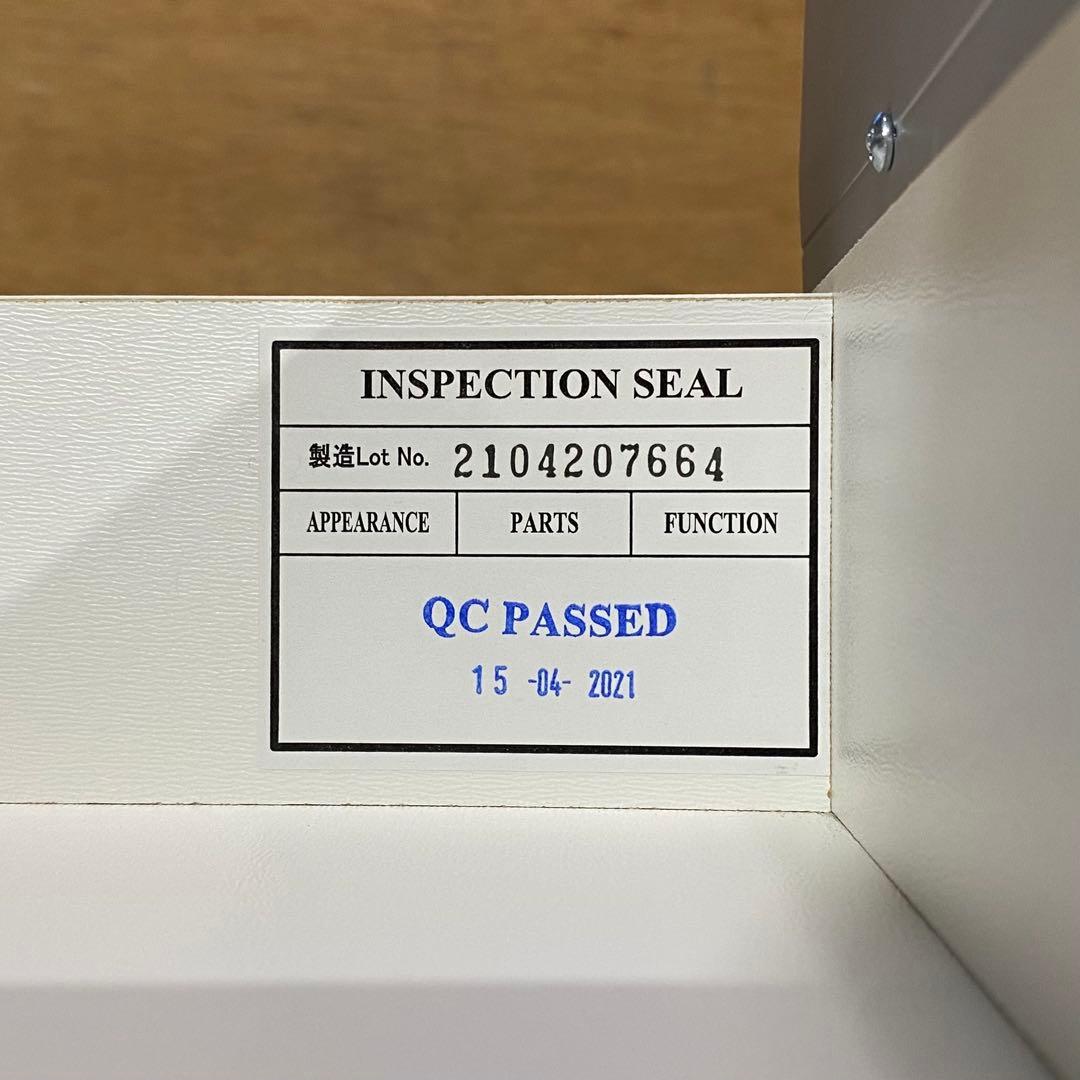 INSPECTION SEAL
製造Lot No. 2104207664
APPEARANCE PARTS FUNCTION
QC PASSED
15 -04- 2021